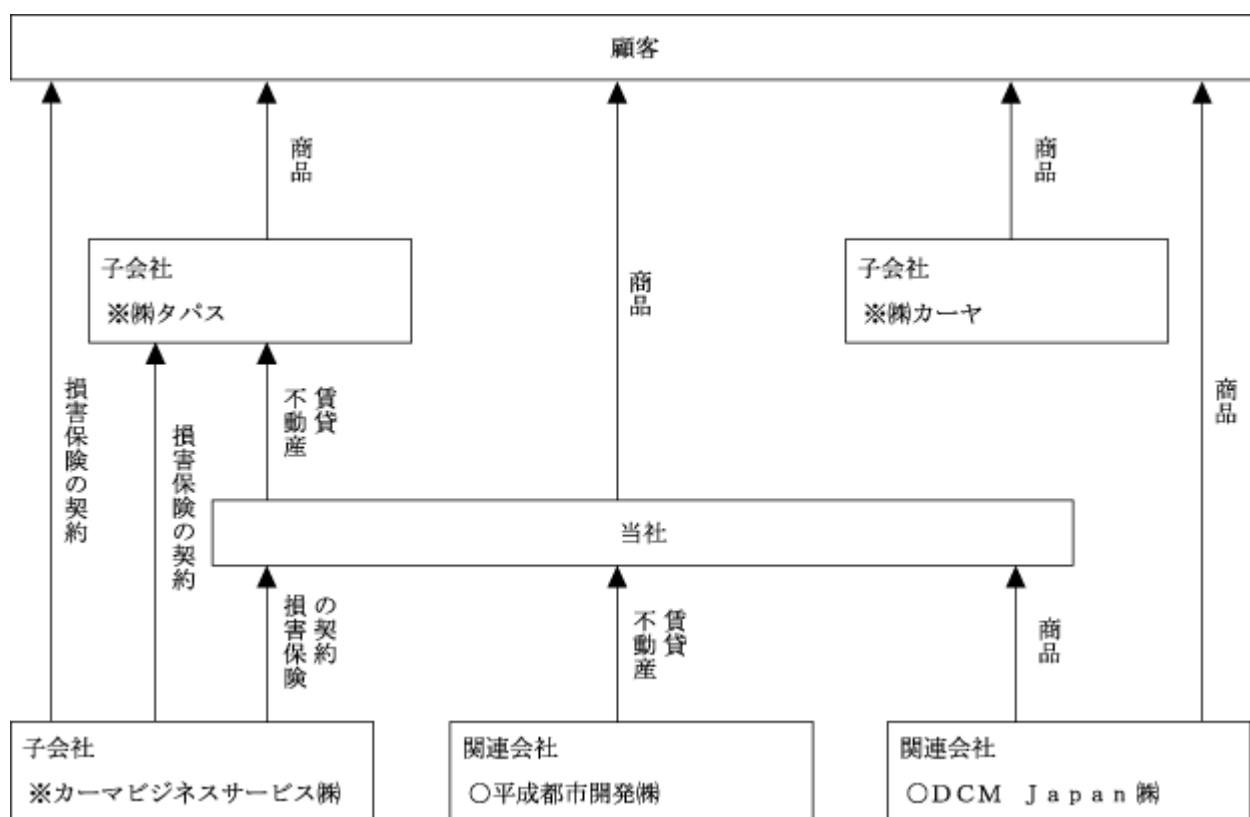 顧客
商品
商品
子会社
※㈱タパス
商品
子会社
※㈱カーヤ
損害保険の契約
損害保険の契約
賃貸
不動産
商品
当社
損害保険
の契約
賃貸
不動産
商品
子会社
※カーマビジネスサービス㈱
関連会社
○平成都市開発㈱
関連会社
○DCM Japan㈱